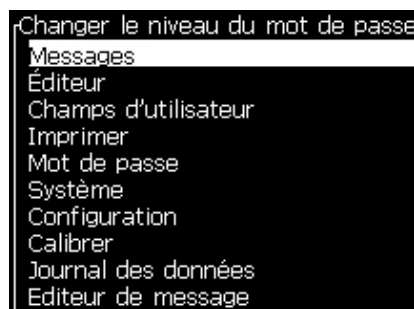 Changer le niveau du mot de passe
Messages
Éditeur
Champs d'utilisateur
Imprimer
Mot de passe
Système
Configuration
Calibrer
Journal des données
Editeur de message